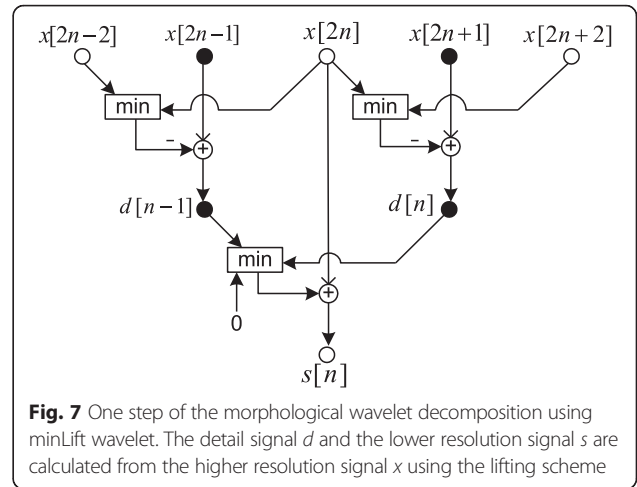 x[2n−2] x[2n−1] x[2n] x[2n+1] x[2n+2]
min min
− + − +
d[n−1] d[n]
min
+
0
s[n]
Fig. 7 One step of the morphological wavelet decomposition using
minLift wavelet. The detail signal d and the lower resolution signal s are
calculated from the higher resolution signal x using the lifting scheme